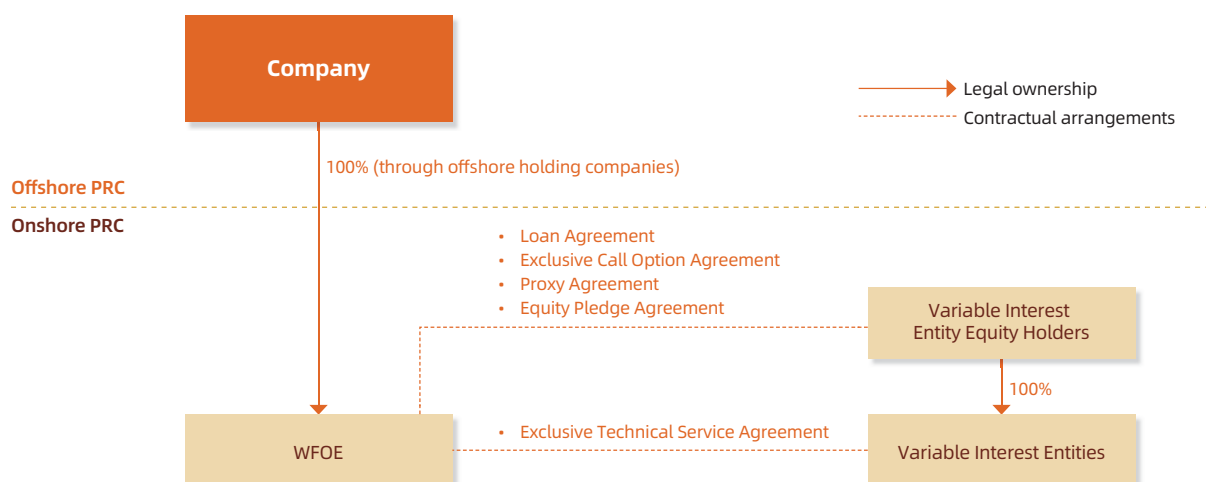 Company
Legal ownership
Contractual arrangements
100% (through offshore holding companies)
Offshore PRC
Onshore PRC
• Loan Agreement
• Exclusive Call Option Agreement
• Proxy Agreement
• Equity Pledge Agreement
Variable Interest
Entity Equity Holders
100%
• Exclusive Technical Service Agreement
WFOE
Variable Interest Entities